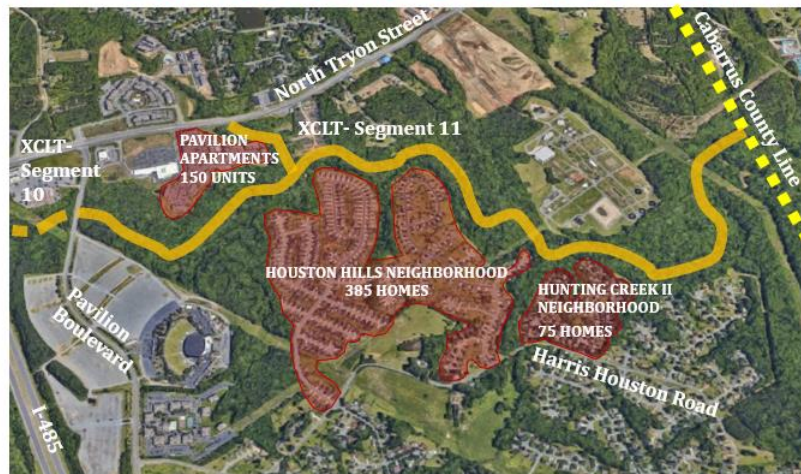 North Tryon Street
Cabarrus County Line
XCLT- Segment 11
PAVILION
APARTMENTS
150 UNITS
XCLT-
Segment
10
HOUSTON HILLS NEIGHBORHOOD
385 HOMES
HUNTING CREEK II
NEIGHBORHOOD
75 HOMES
Pavilion
Boulevard
Harris Houston Road
I-485